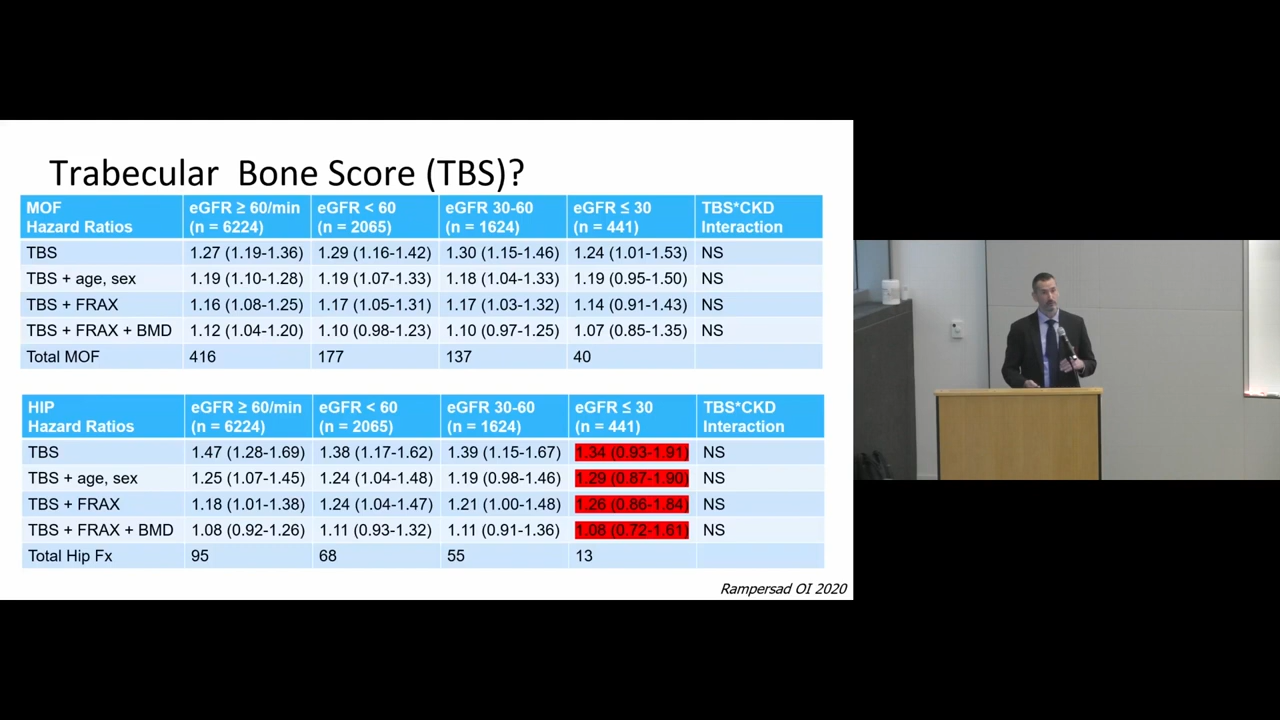 Trabecular  Bone Score (TBS)?
MOF Hazard Ratios eGFR ≥ 60/min (n = 6224) eGFR < 60 (n = 2065) eGFR 30-60 (n = 1624) eGFR ≤ 30 (n = 441) TBS*CKD Interaction
TBS 1.27 (1.19-1.36) 1.29 (1.16-1.42) 1.30 (1.15-1.46) 1.24 (1.01-1.53) NS
TBS + age, sex 1.19 (1.10-1.28) 1.19 (1.07-1.33) 1.18 (1.04-1.33) 1.19 (0.95-1.50) NS
TBS + FRAX 1.16 (1.08-1.25) 1.17 (1.05-1.31) 1.17 (1.03-1.32) 1.14 (0.91-1.43) NS
TBS + FRAX + BMD 1.12 (1.04-1.20) 1.10 (0.98-1.23) 1.10 (0.97-1.25) 1.07 (0.85-1.35) NS
Total MOF 416 177 137 40
HIP Hazard Ratios eGFR ≥ 60/min (n = 6224) eGFR < 60 (n = 2065) eGFR 30-60 (n = 1624) eGFR ≤ 30 (n = 441) TBS*CKD Interaction
TBS 1.47 (1.28-1.69) 1.38 (1.17-1.62) 1.39 (1.15-1.67) 1.34 (0.93-1.91) NS
TBS + age, sex 1.25 (1.07-1.45) 1.24 (1.04-1.48) 1.19 (0.98-1.46) 1.29 (0.87-1.90) NS
TBS + FRAX 1.18 (1.01-1.38) 1.24 (1.04-1.47) 1.21 (1.00-1.48) 1.26 (0.86-1.84) NS
TBS + FRAX + BMD 1.08 (0.92-1.26) 1.11 (0.93-1.32) 1.11 (0.91-1.36) 1.08 (0.72-1.61) NS
Total Hip Fx 95 68 55 13
Rampersad OI 2020